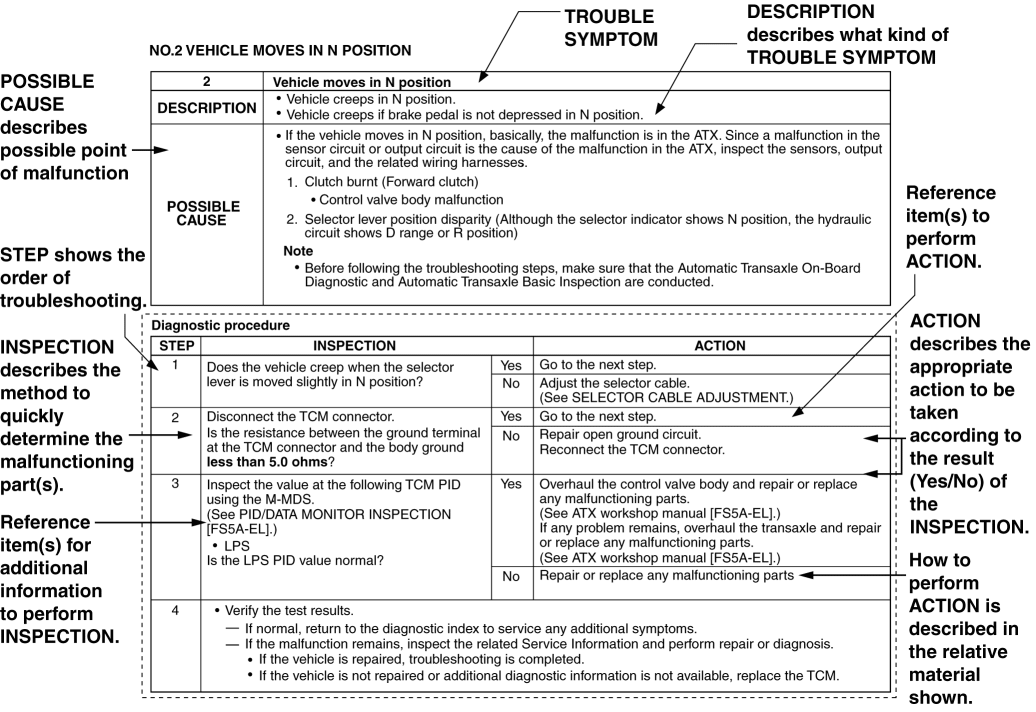 TROUBLE
SYMPTOM
DESCRIPTION
describes what kind of
TROUBLE SYMPTOM
NO.2 VEHICLE MOVES IN N POSITION
POSSIBLE
CAUSE
describes
possible point
of malfunction
2
Vehicle moves in N position
DESCRIPTION
• Vehicle creeps in N position.
• Vehicle creeps if brake pedal is not depressed in N position.
POSSIBLE
CAUSE
• If the vehicle moves in N position, basically, the malfunction is in the ATX. Since a malfunction in the
sensor circuit or output circuit is the cause of the malfunction in the ATX, inspect the sensors, output
circuit, and the related wiring harnesses.
1. Clutch burnt (Forward clutch)
• Control valve body malfunction
2. Selector lever position disparity (Although the selector indicator shows N position, the hydraulic
circuit shows D range or R position)
Note
• Before following the troubleshooting steps, make sure that the Automatic Transaxle On-Board
Diagnostic and Automatic Transaxle Basic Inspection are conducted.
Reference
item(s) to
perform
ACTION.
STEP shows the
order of
troubleshooting.
INSPECTION
describes the
method to
quickly
determine the
malfunctioning
part(s).
Reference
item(s) for
additional
information
to perform
INSPECTION.
Diagnostic procedure
STEP
INSPECTION
ACTION
1
Does the vehicle creep when the selector
lever is moved slightly in N position?
Yes
Go to the next step.
No
Adjust the selector cable.
(See SELECTOR CABLE ADJUSTMENT.)
2
Disconnect the TCM connector.
Is the resistance between the ground terminal
at the TCM connector and the body ground
less than 5.0 ohms?
Yes
Go to the next step.
No
Repair open ground circuit.
Reconnect the TCM connector.
3
Inspect the value at the following TCM PID
using the M-MDS.
(See PID/DATA MONITOR INSPECTION
[FS5A-EL].)
• LPS
Is the LPS PID value normal?
Yes
Overhaul the control valve body and repair or replace
any malfunctioning parts.
(See ATX workshop manual [FS5A-EL].)
If any problem remains, overhaul the transaxle and repair
or replace any malfunctioning parts.
(See ATX workshop manual [FS5A-EL].)
No
Repair or replace any malfunctioning parts
4
• Verify the test results.
— If normal, return to the diagnostic index to service any additional symptoms.
— If the malfunction remains, inspect the related Service Information and perform repair or diagnosis.
• If the vehicle is repaired, troubleshooting is completed.
• If the vehicle is not repaired or additional diagnostic information is not available, replace the TCM.
ACTION
describes the
appropriate
action to be
taken
according to
the result
(Yes/No) of
the
INSPECTION.
How to
perform
ACTION is
described in
the relative
material
shown.